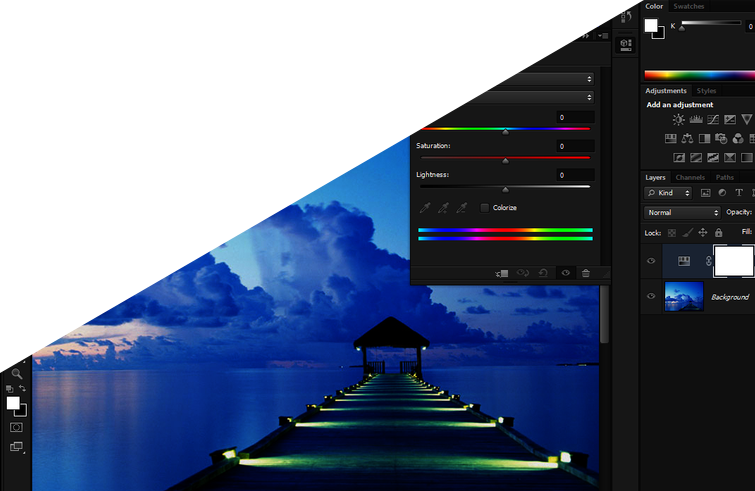 Color Swatches
K 0
0
Saturation: 0
Lightness: 0
Colorize
Adjustments Styles
Add an adjustment
Layers Channels Paths
Kind
T
Normal Opacity:
Lock: Fill:
Background